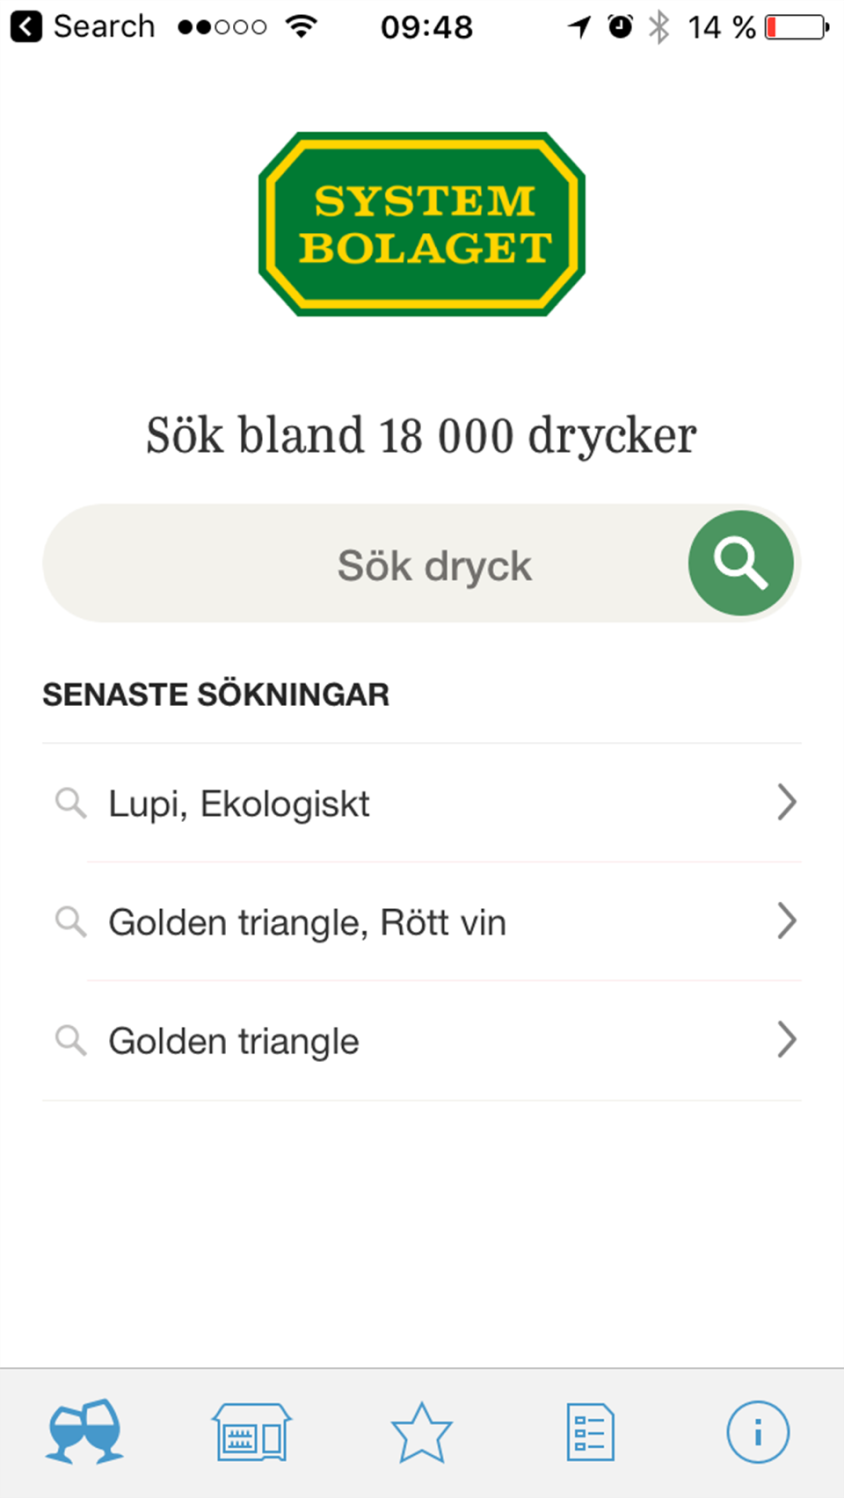 Search 09:48 14 %
SYSTEM
BOLAGET
Sök bland 18 000 drycker
Sök dryck
SENASTE SÖKNINGAR
Lupi, Ekologiskt
Golden triangle, Rött vin
Golden triangle